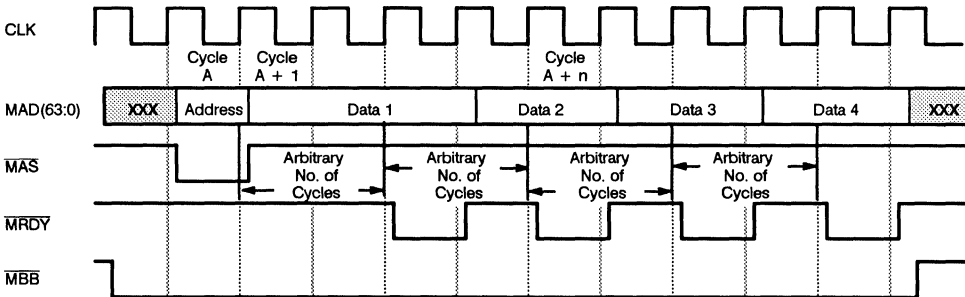 CLK
Cycle A
Cycle A + 1
Cycle A + n
MAD(63:0)
XXX
Address
Data 1
Data 2
Data 3
Data 4
XXX
MAS
Arbitrary No. of Cycles
Arbitrary No. of Cycles
Arbitrary No. of Cycles
Arbitrary No. of Cycles
MRDY
MBB